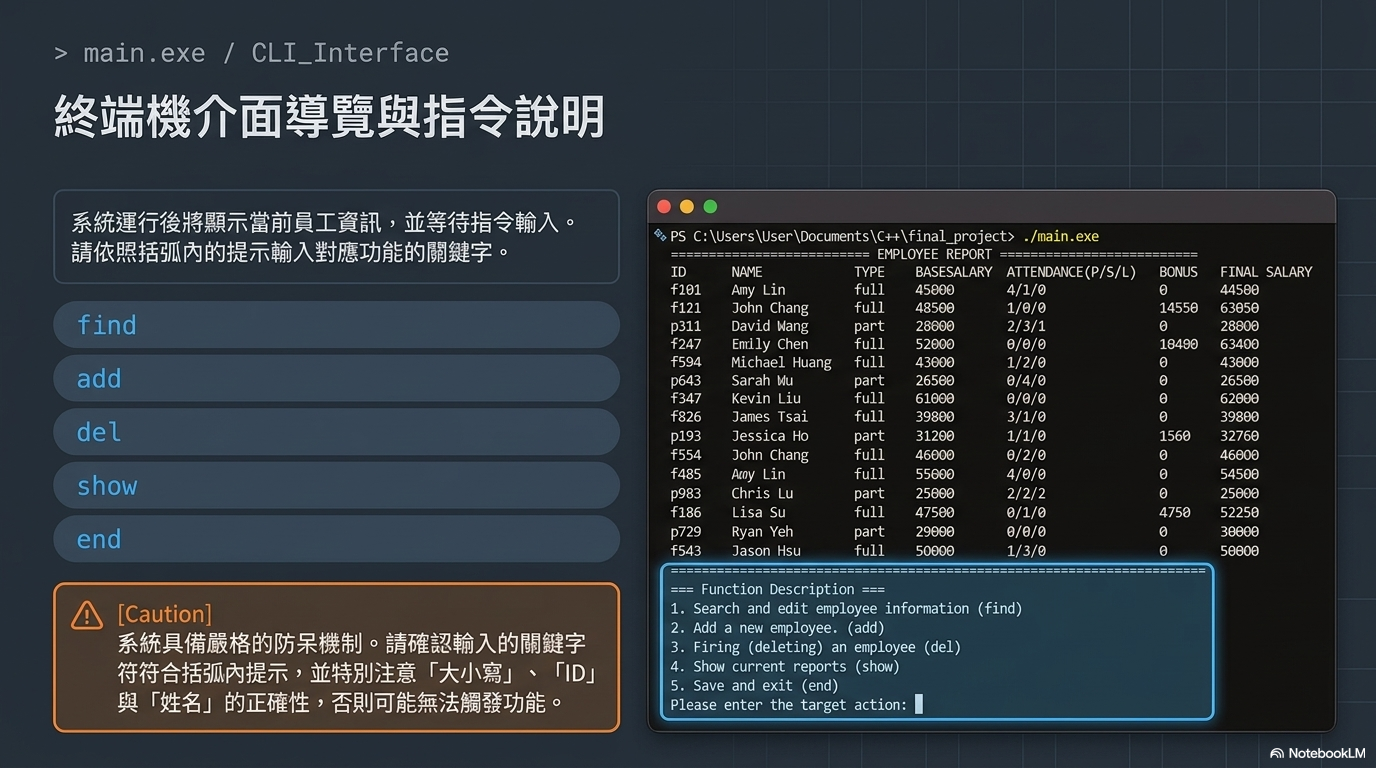 > main.exe / CLI_Interface
終端機介面導覽與指令說明
系統運行後將顯示當前員工資訊，並等待指令輸入。
請依照括弧內的提示輸入對應功能的關鍵字。
find
add
del
show
end
[Caution]
系統具備嚴格的防呆機制。請確認輸入的關鍵字
符符合括弧內提示，並特別注意「大小寫」、「ID」
與「姓名」的正確性，否則可能無法觸發功能。
PS C:\Users\User\Documents\C++\final_project> ./main.exe
========================== EMPLOYEE REPORT ==========================
ID NAME TYPE BASESALARY ATTENDANCE(P/S/L) BONUS FINAL SALARY
f101 Amy Lin full 45000 4/1/0 0 44500
f121 John Chang full 48500 1/0/0 14550 63050
p311 David Wang part 28000 2/3/1 0 28000
f247 Emily Chen full 52000 0/0/0 10400 63400
f594 Michael Huang full 43000 1/2/0 0 43000
p643 Sarah Wu part 26500 0/4/0 0 26500
f347 Kevin Liu full 61000 0/0/0 0 62000
f826 James Tsai full 39800 3/1/0 0 39800
p193 Jessica Ho part 31200 1/1/0 1560 32760
f554 John Chang full 46000 0/2/0 0 46000
f485 Amy Lin full 55000 4/0/0 0 54500
p983 Chris Lu part 25000 2/2/2 0 25000
f186 Lisa Su full 47500 0/1/0 4750 52250
p729 Ryan Yeh part 29000 0/0/0 0 30000
f543 Jason Hsu full 50000 1/3/0 0 50000
======================================================================
=== Function Description ===
1. Search and edit employee information (find)
2. Add a new employee. (add)
3. Firing (deleting) an employee (del)
4. Show current reports (show)
5. Save and exit (end)
Please enter the target action:
NotebookLM